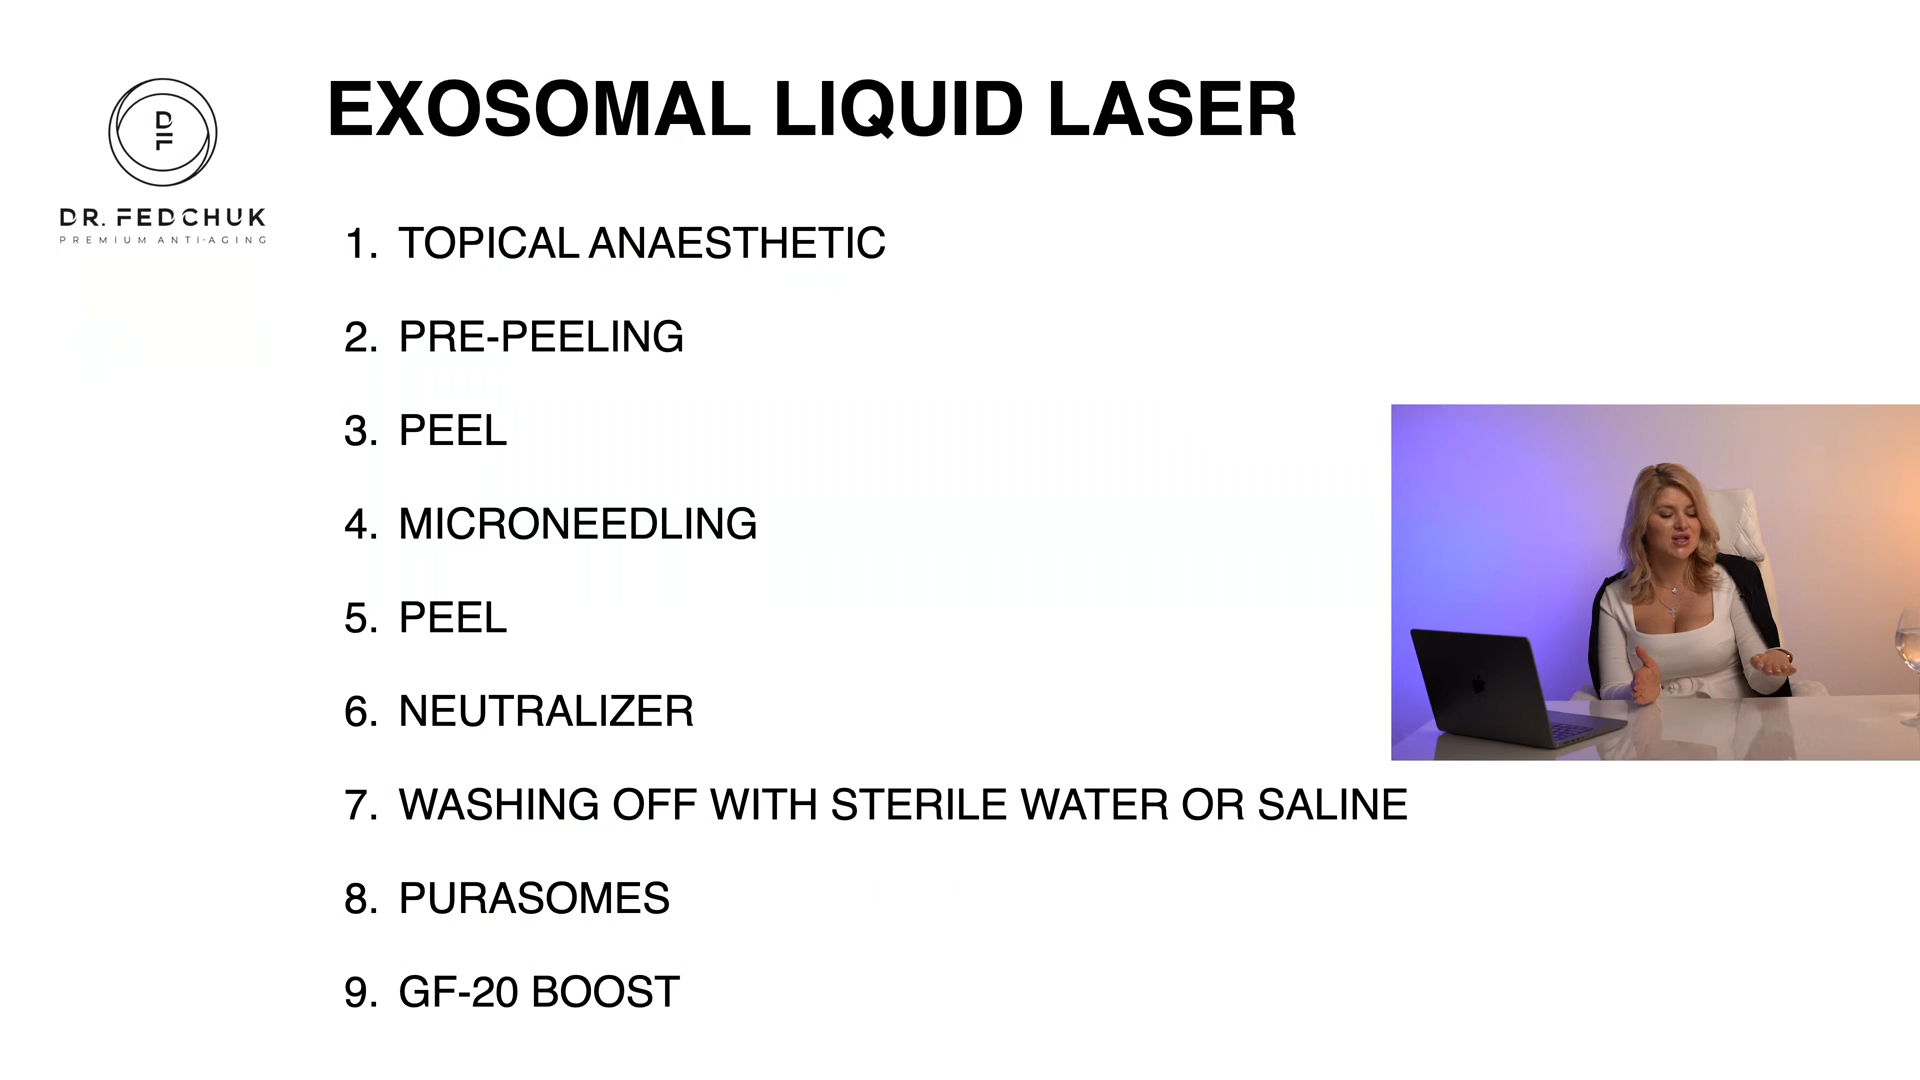 EXOSOMAL LIQUID LASER
DF
DR. FEDCHUK
PREMIUM ANTI-AGING
1. TOPICAL ANAESTHETIC
2. PRE-PEELING
3. PEEL
4. MICRONEEDLING
5. PEEL
6. NEUTRALIZER
7. WASHING OFF WITH STERILE WATER OR SALINE
8. PURASOMES
9. GF-20 BOOST